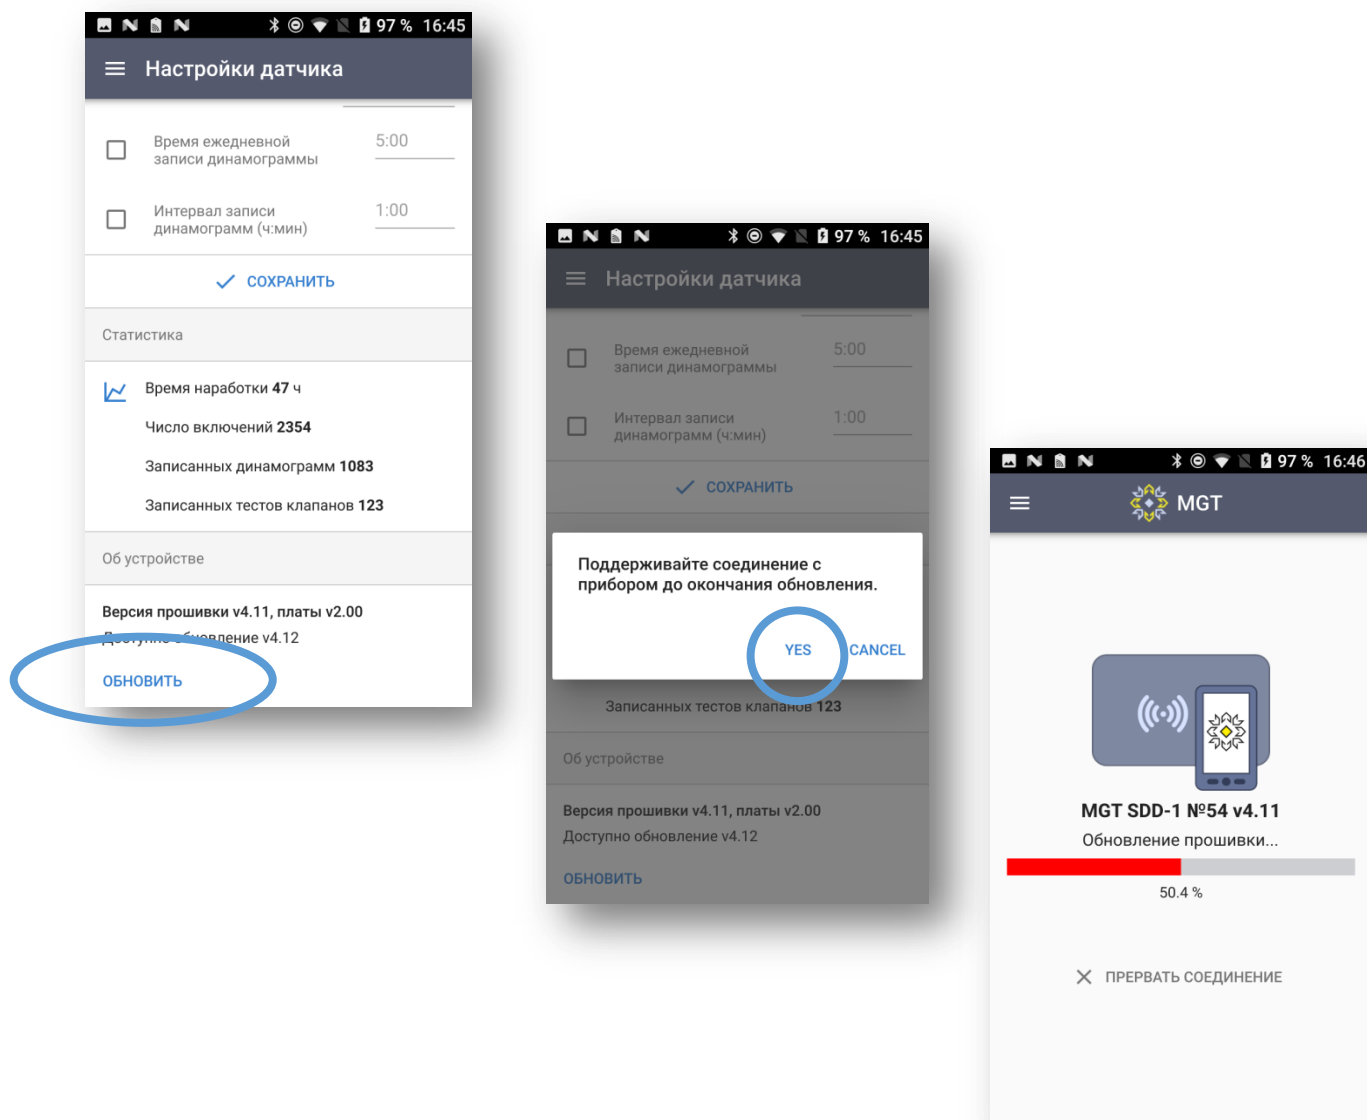 97 % 16:45
Настройки датчика
Время ежедневной
записи динамограммы
5:00
Интервал записи
динамограмм (ч:мин)
1:00
СОХРАНИТЬ
Статистика
Время наработки 47 ч
Число включений 2354
Записанных динамограмм 1083
Записанных тестов клапанов 123
Об устройстве
Версия прошивки v4.11, платы v2.00
Доступно обновление v4.12
ОБНОВИТЬ
97 % 16:45
Настройки датчика
Время ежедневной
записи динамограммы
5:00
Интервал записи
динамограмм (ч:мин)
1:00
СОХРАНИТЬ
Поддерживайте соединение с
прибором до окончания обновления.
YES CANCEL
Записанных тестов клапанов 123
Об устройстве
Версия прошивки v4.11, платы v2.00
Доступно обновление v4.12
ОБНОВИТЬ
97 % 16:46
MGT
MGT SDD-1 №54 v4.11
Обновление прошивки...
50.4 %
ПРЕРВАТЬ СОЕДИНЕНИЕ